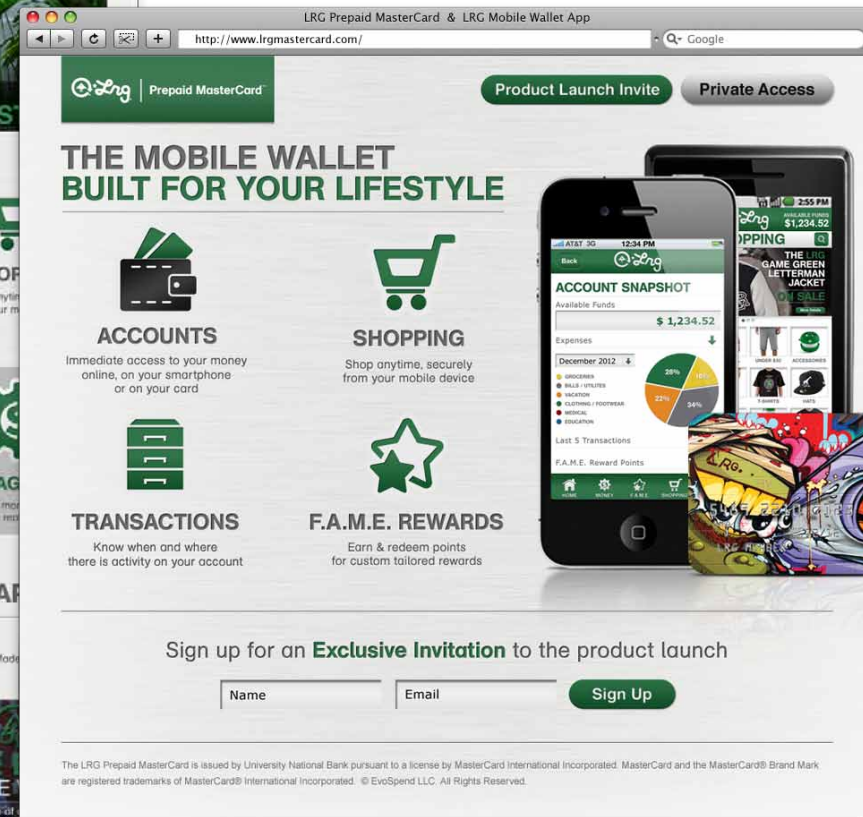 LRG Prepaid MasterCard & LRG Mobile Wallet App
http://www.lrgmastercard.com/
Google
Lrg Prepaid MasterCard
Product Launch Invite
Private Access
THE MOBILE WALLET
BUILT FOR YOUR LIFESTYLE
ACCOUNTS
Immediate access to your money
online, on your smartphone
or on your card
SHOPPING
Shop anytime, securely
from your mobile device
TRANSACTIONS
Know when and where
there is activity on your account
F.A.M.E. REWARDS
Earn & redeem points
for custom tailored rewards
AT&T 3G 12:34 PM
Back Lrg
ACCOUNT SNAPSHOT
Available Funds
$ 1,234.52
Expenses
December 2012
GROCERIES
BILLS / UTILITES
VACATION
CLOTHING / FOOTWEAR
MEDICAL
EDUCATION
28%
22%
34%
Last 5 Transactions
F.A.M.E. Reward Points
HOME MONEY F.A.M.E. SHOPPING
2:55 PM
Lrg
AVAILABLE FUNDS
$1,234.52
OPPING
THE LRG
GAME GREEN
LETTERMAN
JACKET
ON SALE
UNDER $50 ACCESSORIES
T-SHIRTS HATS
LRG.
Sign up for an Exclusive Invitation to the product launch
Name
Email
Sign Up
The LRG Prepaid MasterCard is issued by University National Bank pursuant to a license by MasterCard International Incorporated. MasterCard and the MasterCard® Brand Mark
are registered trademarks of MasterCard® International Incorporated. © EvoSpend LLC. All Rights Reserved.